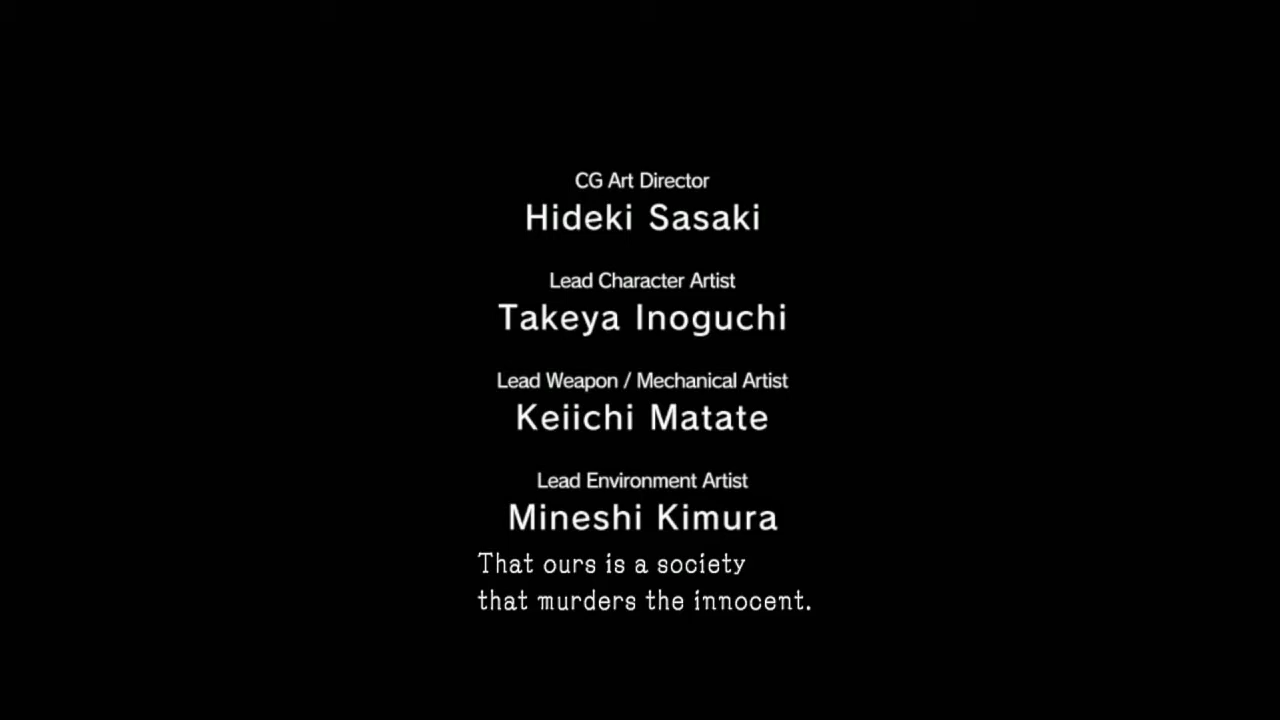 CG Art Director
Hideki Sasaki
Lead Character Artist
Takeya Inoguchi
Lead Weapon / Mechanical Artist
Keiichi Matate
Lead Environment Artist
Mineshi Kimura
That ours is a society
that murders the innocent.